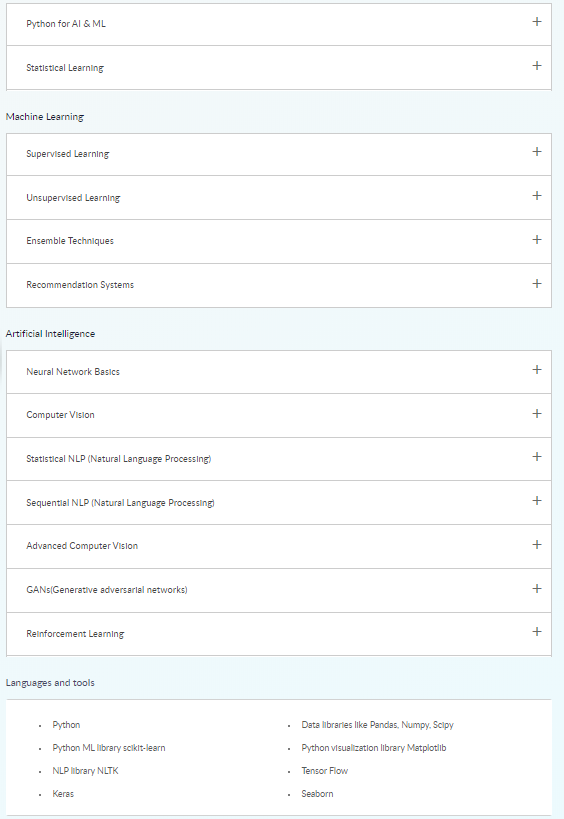 Python for AI & ML
Statistical Learning
Machine Learning
Supervised Learning
Unsupervised Learning
Ensemble Techniques
Recommendation Systems
Artificial Intelligence
Neural Network Basics
Computer Vision
Statistical NLP (Natural Language Processing)
Sequential NLP (Natural Language Processing)
Advanced Computer Vision
GANs(Generative adversarial networks)
Reinforcement Learning
Languages and tools
Python
Python ML library scikit-learn
NLP library NLTK
Keras
Data libraries like Pandas, Numpy, Scipy
Python visualization library Matplotlib
Tensor Flow
Seaborn